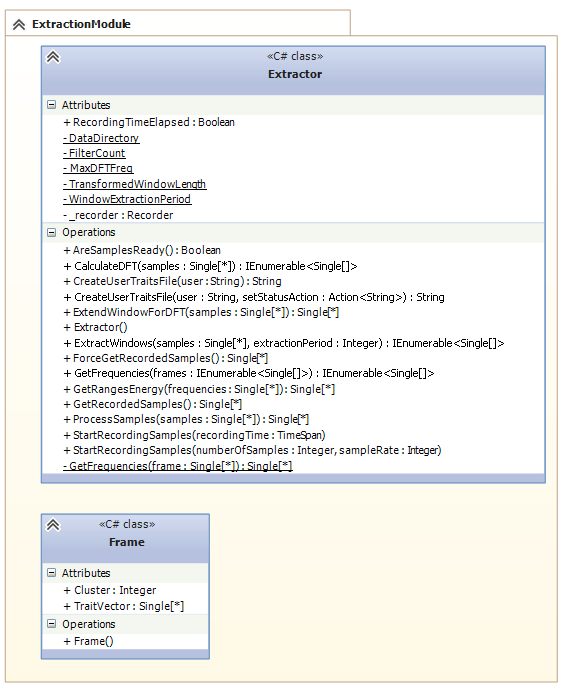 ExtractionModule
«C# class»
Extractor
Attributes
+ RecordingTimeElapsed : Boolean
- DataDirectory
- FilterCount
- MaxDFTFreq
- TransformedWindowLength
- WindowExtractionPeriod
- _recorder : Recorder
Operations
+ AreSamplesReady() : Boolean
+ CalculateDFT(samples : Single[*]) : IEnumerable<Single[]>
+ CreateUserTraitsFile(user : String) : String
+ CreateUserTraitsFile(user : String, setStatusAction : Action<String>) : String
+ ExtendWindowForDFT(samples : Single[*]) : Single[*]
+ Extractor()
+ ExtractWindows(samples : Single[*], extractionPeriod : Integer) : IEnumerable<Single[]>
+ ForceGetRecordedSamples() : Single[*]
+ GetFrequencies(frames : IEnumerable<Single[]>) : IEnumerable<Single[]>
+ GetRangesEnergy(frequencies : Single[*]) : Single[*]
+ GetRecordedSamples() : Single[*]
+ ProcessSamples(samples : Single[*]) : Single[*]
+ StartRecordingSamples(recordingTime : TimeSpan)
+ StartRecordingSamples(numberOfSamples : Integer, sampleRate : Integer)
- GetFrequencies(frame : Single[*]) : Single[*]
«C# class»
Frame
Attributes
+ Cluster : Integer
+ TraitVector : Single[*]
Operations
+ Frame()